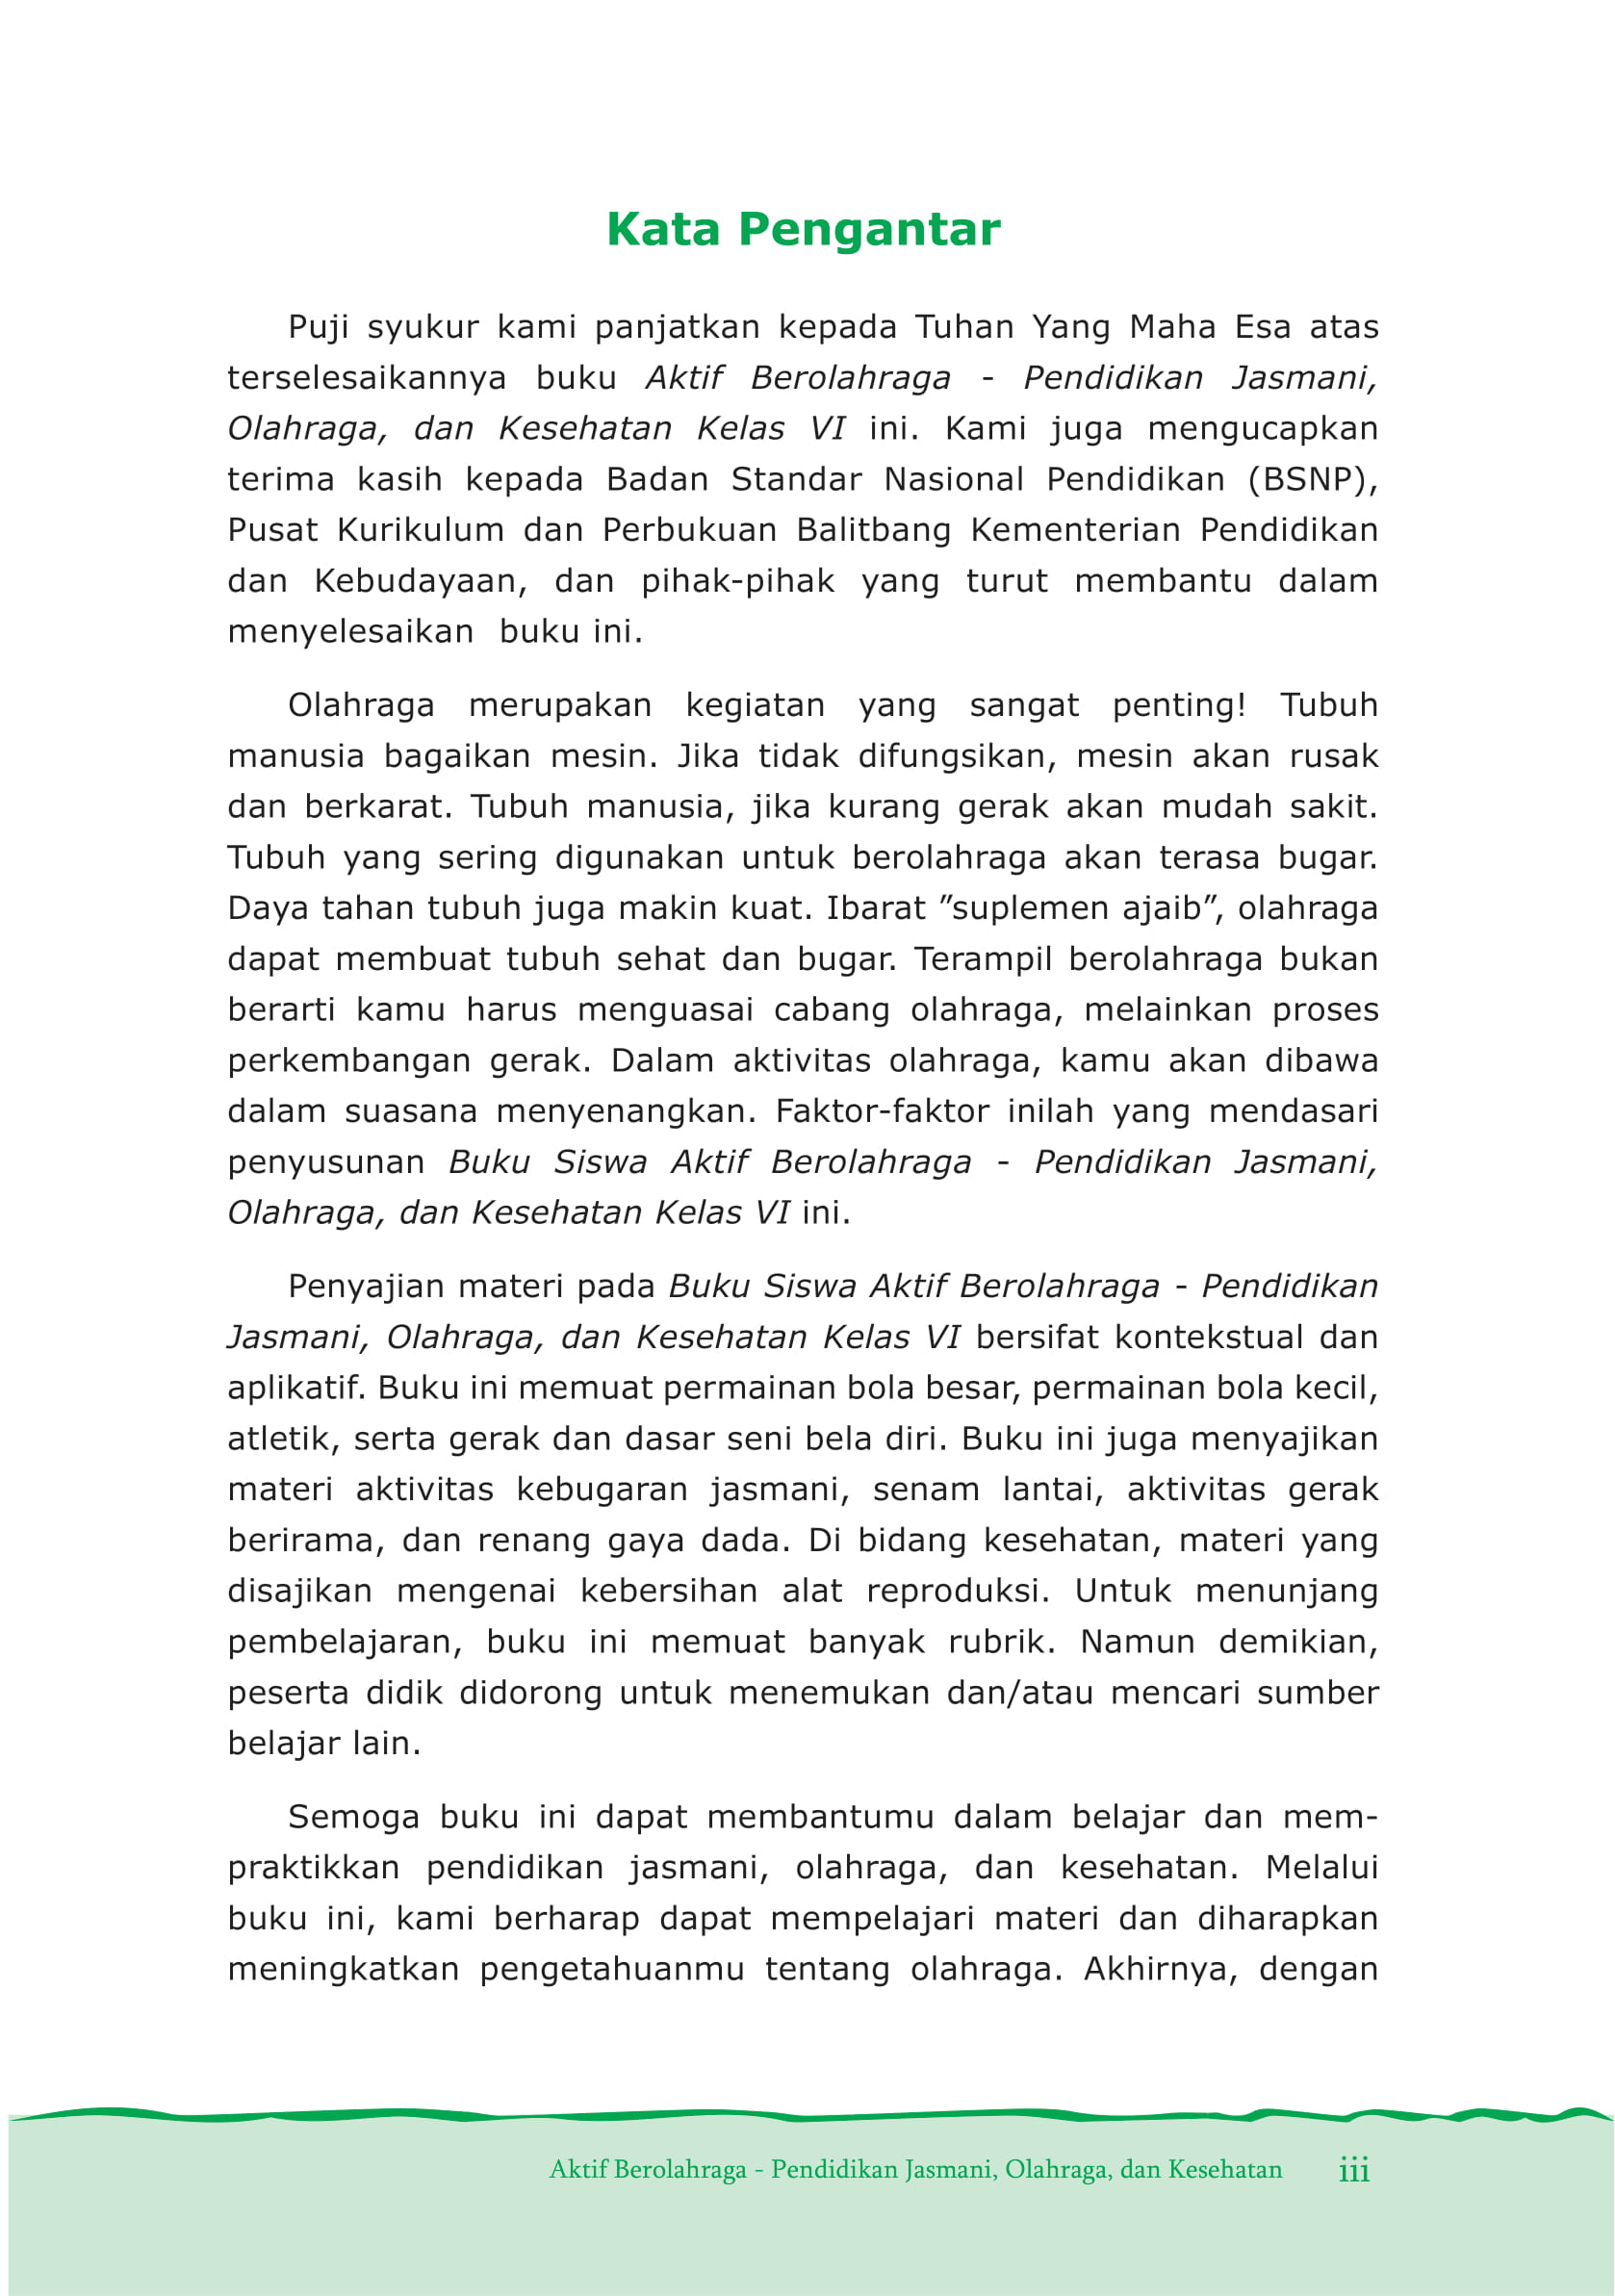 Kata Pengantar
Puji syukur kami panjatkan kepada Tuhan Yang Maha Esa atas
terselesaikannya buku Aktif Berolahraga - Pendidikan Jasmani,
Olahraga, dan Kesehatan Kelas VI ini. Kami juga mengucapkan
terima kasih kepada Badan Standar Nasional Pendidikan (BSNP),
Pusat Kurikulum dan Perbukuan Balitbang Kementerian Pendidikan
dan Kebudayaan, dan pihak-pihak yang turut membantu dalam
menyelesaikan buku ini.
Olahraga merupakan kegiatan yang sangat penting! Tubuh
manusia bagaikan mesin. Jika tidak difungsikan, mesin akan rusak
dan berkarat. Tubuh manusia, jika kurang gerak akan mudah sakit.
Tubuh yang sering digunakan untuk berolahraga akan terasa bugar.
Daya tahan tubuh juga makin kuat. Ibarat ”suplemen ajaib”, olahraga
dapat membuat tubuh sehat dan bugar. Terampil berolahraga bukan
berarti kamu harus menguasai cabang olahraga, melainkan proses
perkembangan gerak. Dalam aktivitas olahraga, kamu akan dibawa
dalam suasana menyenangkan. Faktor-faktor inilah yang mendasari
penyusunan Buku Siswa Aktif Berolahraga - Pendidikan Jasmani,
Olahraga, dan Kesehatan Kelas VI ini.
Penyajian materi pada Buku Siswa Aktif Berolahraga - Pendidikan
Jasmani, Olahraga, dan Kesehatan Kelas VI bersifat kontekstual dan
aplikatif. Buku ini memuat permainan bola besar, permainan bola kecil,
atletik, serta gerak dan dasar seni bela diri. Buku ini juga menyajikan
materi aktivitas kebugaran jasmani, senam lantai, aktivitas gerak
berirama, dan renang gaya dada. Di bidang kesehatan, materi yang
disajikan mengenai kebersihan alat reproduksi. Untuk menunjang
pembelajaran, buku ini memuat banyak rubrik. Namun demikian,
peserta didik didorong untuk menemukan dan/atau mencari sumber
belajar lain.
Semoga buku ini dapat membantumu dalam belajar dan mem-
praktikkan pendidikan jasmani, olahraga, dan kesehatan. Melalui
buku ini, kami berharap dapat mempelajari materi dan diharapkan
meningkatkan pengetahuanmu tentang olahraga. Akhirnya, dengan
Aktif Berolahraga - Pendidikan Jasmani, Olahraga, dan Kesehatan iii